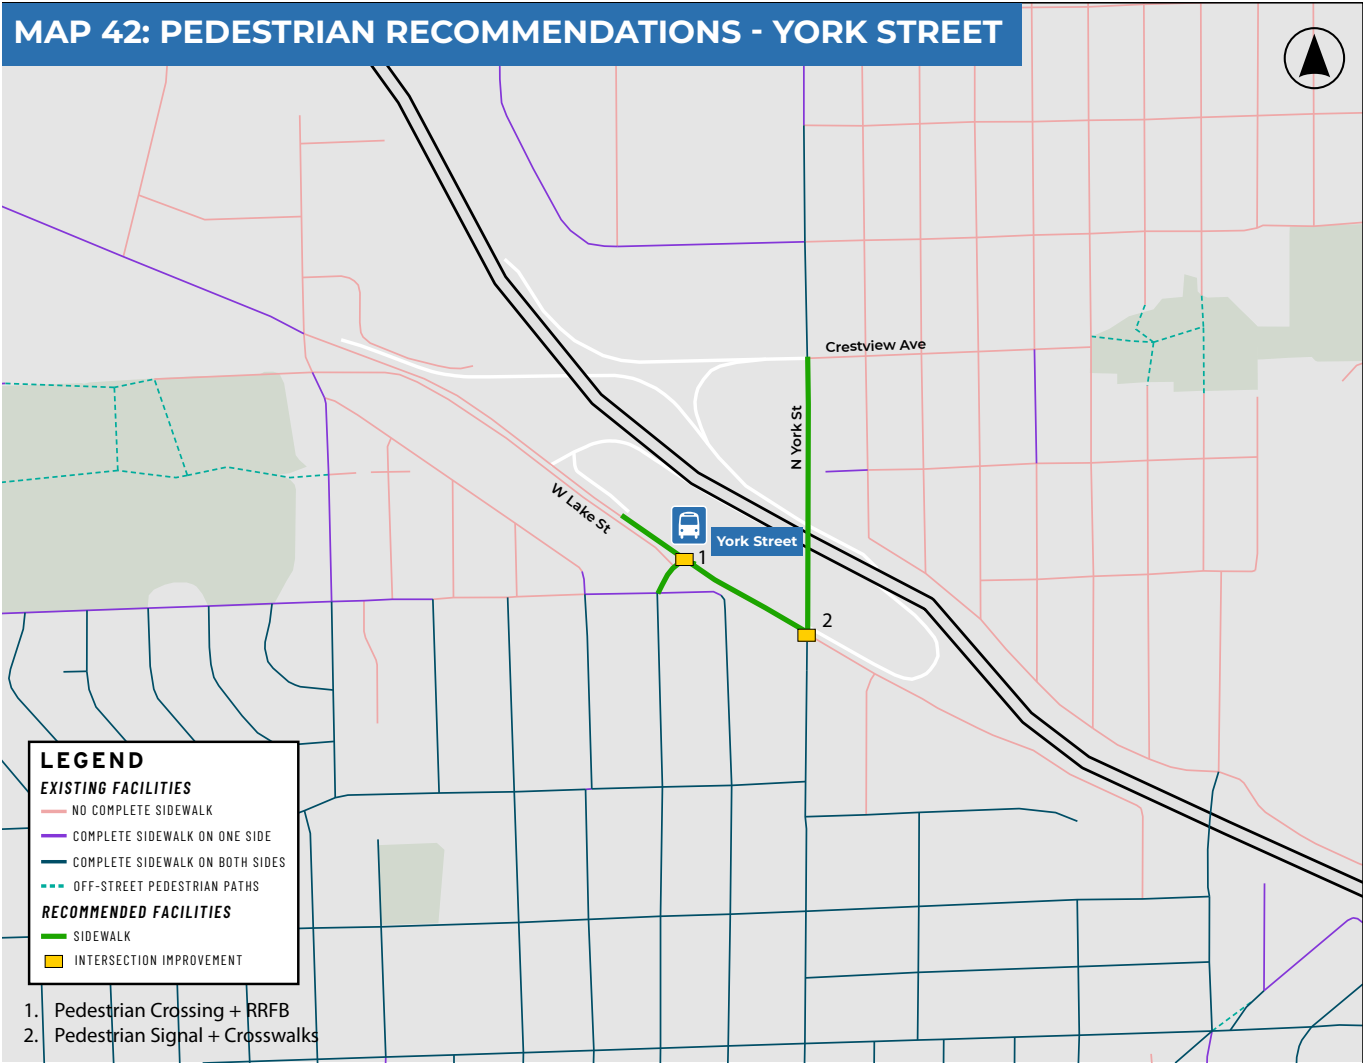 MAP 42: PEDESTRIAN RECOMMENDATIONS - YORK STREET
Crestview Ave
N York St
W Lake St
York Street
1
2
LEGEND
EXISTING FACILITIES
NO COMPLETE SIDEWALK
COMPLETE SIDEWALK ON ONE SIDE
COMPLETE SIDEWALK ON BOTH SIDES
OFF-STREET PEDESTRIAN PATHS
RECOMMENDED FACILITIES
SIDEWALK
INTERSECTION IMPROVEMENT
1. Pedestrian Crossing + RRFB
2. Pedestrian Signal + Crosswalks